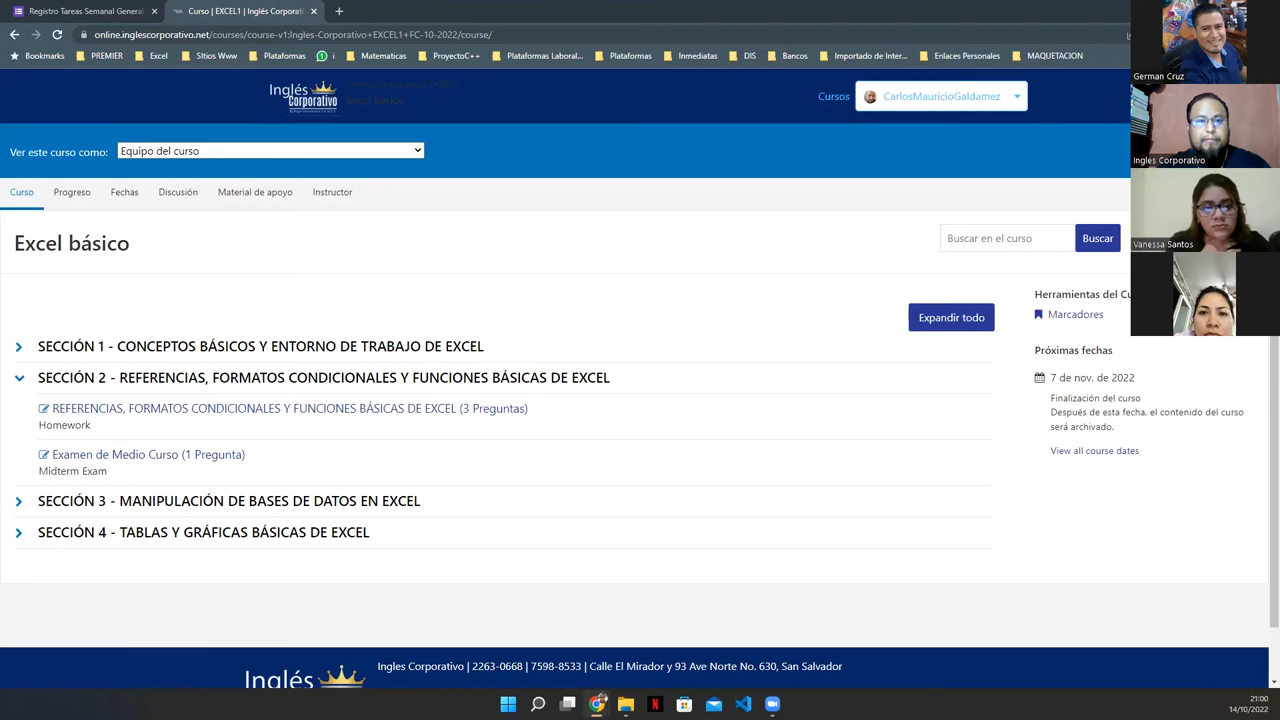 Registro Tareas Semanal General
Curso | EXCEL1 | Inglés Corporati
online.inglescorporativo.net/courses/course-v1:Ingles-Corporativo+EXCEL1+FC-10-2022/course/
Bookmarks PREMIER Excel Sitios Wwww Plataformas Matematicas ProyectoC++ Plataformas Laboral... Plataformas Inmediatas DIS Bancos Importado de Inter... Enlaces Personales MAQUETACION
Inglés Corporativo
Excel Básico
Cursos CarlosMauricioGaldamez
Ver este curso como: Equipo del curso
Curso Progreso Fechas Discusión Material de apoyo Instructor
Excel básico
Buscar en el curso Buscar
Expandir todo
SECCIÓN 1 - CONCEPTOS BÁSICOS Y ENTORNO DE TRABAJO DE EXCEL
SECCIÓN 2 - REFERENCIAS, FORMATOS CONDICIONALES Y FUNCIONES BÁSICAS DE EXCEL
REFERENCIAS, FORMATOS CONDICIONALES Y FUNCIONES BÁSICAS DE EXCEL (3 Preguntas)
Homework
Examen de Medio Curso (1 Pregunta)
Midterm Exam
SECCIÓN 3 - MANIPULACIÓN DE BASES DE DATOS EN EXCEL
SECCIÓN 4 - TABLAS Y GRÁFICAS BÁSICAS DE EXCEL
Herramientas del Cu
Marcadores
Próximas fechas
7 de nov. de 2022
Finalización del curso
Después de esta fecha, el contenido del curso
será archivado.
View all course dates
German Cruz
Ingles Corporativo
Vanessa Santos
Inglés
Ingles Corporativo | 2263-0668 | 7598-8533 | Calle El Mirador y 93 Ave Norte No. 630, San Salvador
21:00
14/10/2022